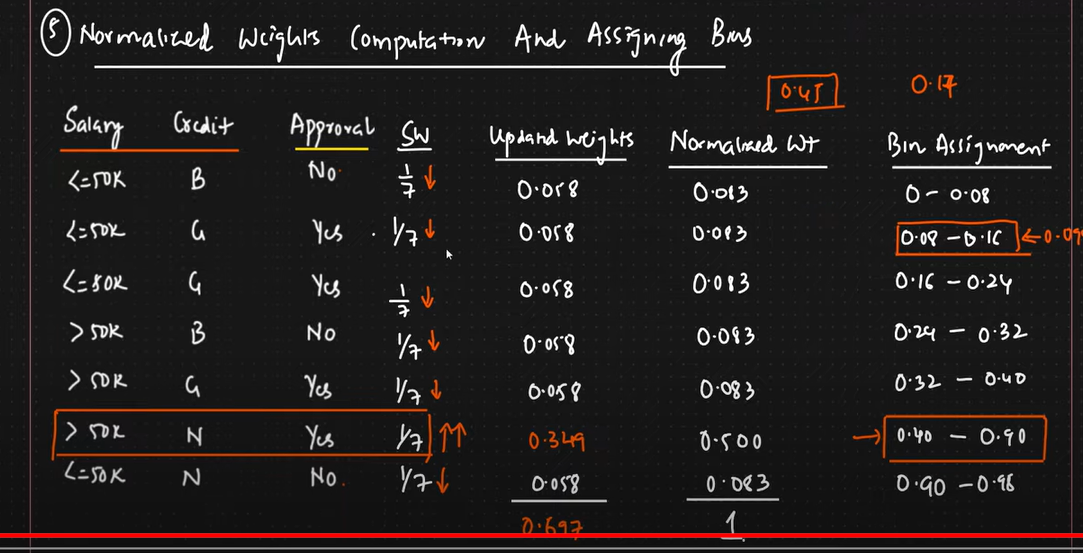 ⑤ Normalized Weights Computation And Assigning Bins
0.45 0.17
Salary Credit Approval SW Updated Weights Normalized Wt Bin Assignment
<=50K B No 1/7 ↓ 0.058 0.083 0 - 0.08
<=50K G Yes 1/7 ↓ 0.058 0.083 0.08 - 0.16 ← 0.09
<=50K G Yes 1/7 ↓ 0.058 0.083 0.16 - 0.24
>50K B No 1/7 ↓ 0.058 0.083 0.24 - 0.32
>50K G Yes 1/7 ↓ 0.058 0.083 0.32 - 0.40
>50K N Yes 1/7 ↑↑ 0.349 0.500 → 0.40 - 0.90
<=50K N No 1/7 ↓ 0.058 0.083 0.90 - 0.98
0.697 1